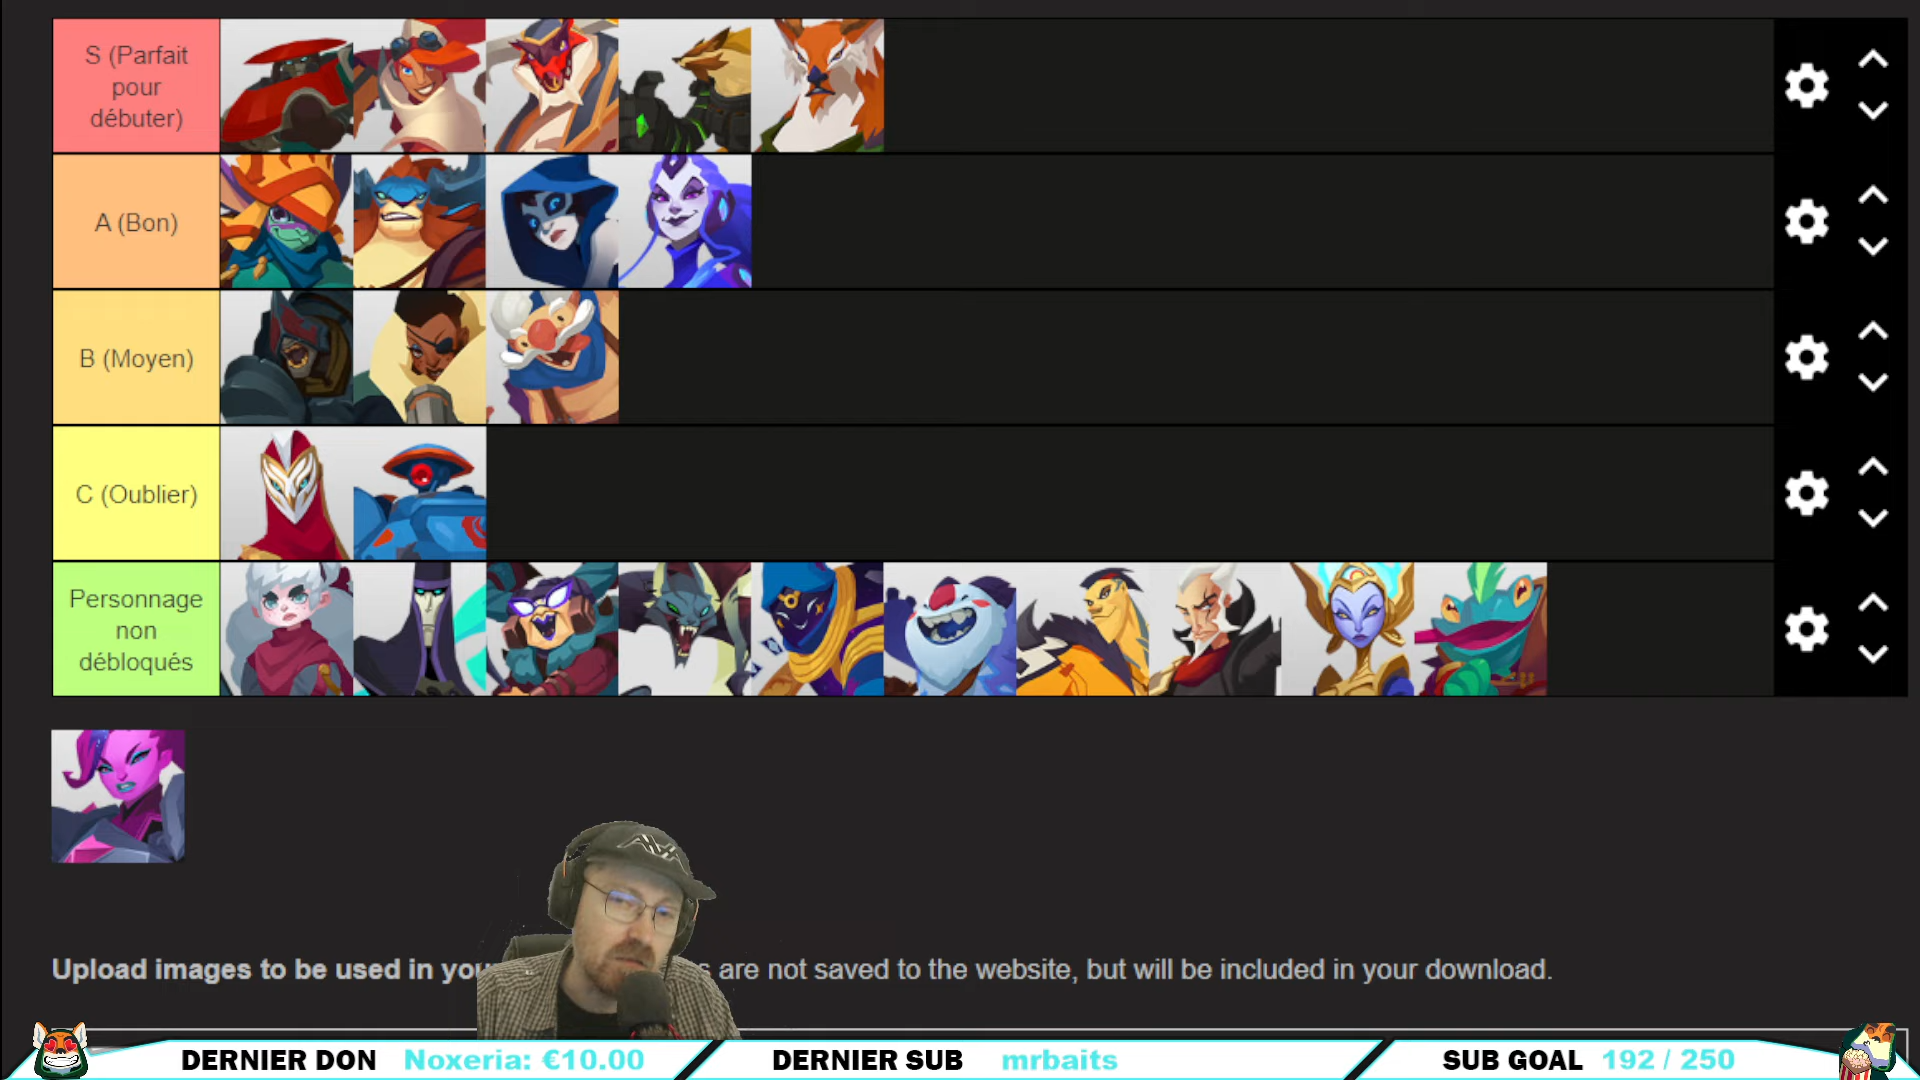 S (Parfait
pour
débuter)
A (Bon)
B (Moyen)
C (Oublier)
Personnage
non
débloqués
Upload images to be used in are not saved to the website, but will be included in your download.
DERNIER DON Noxeria: €10.00 DERNIER SUB mrbaits SUB GOAL 192 / 250